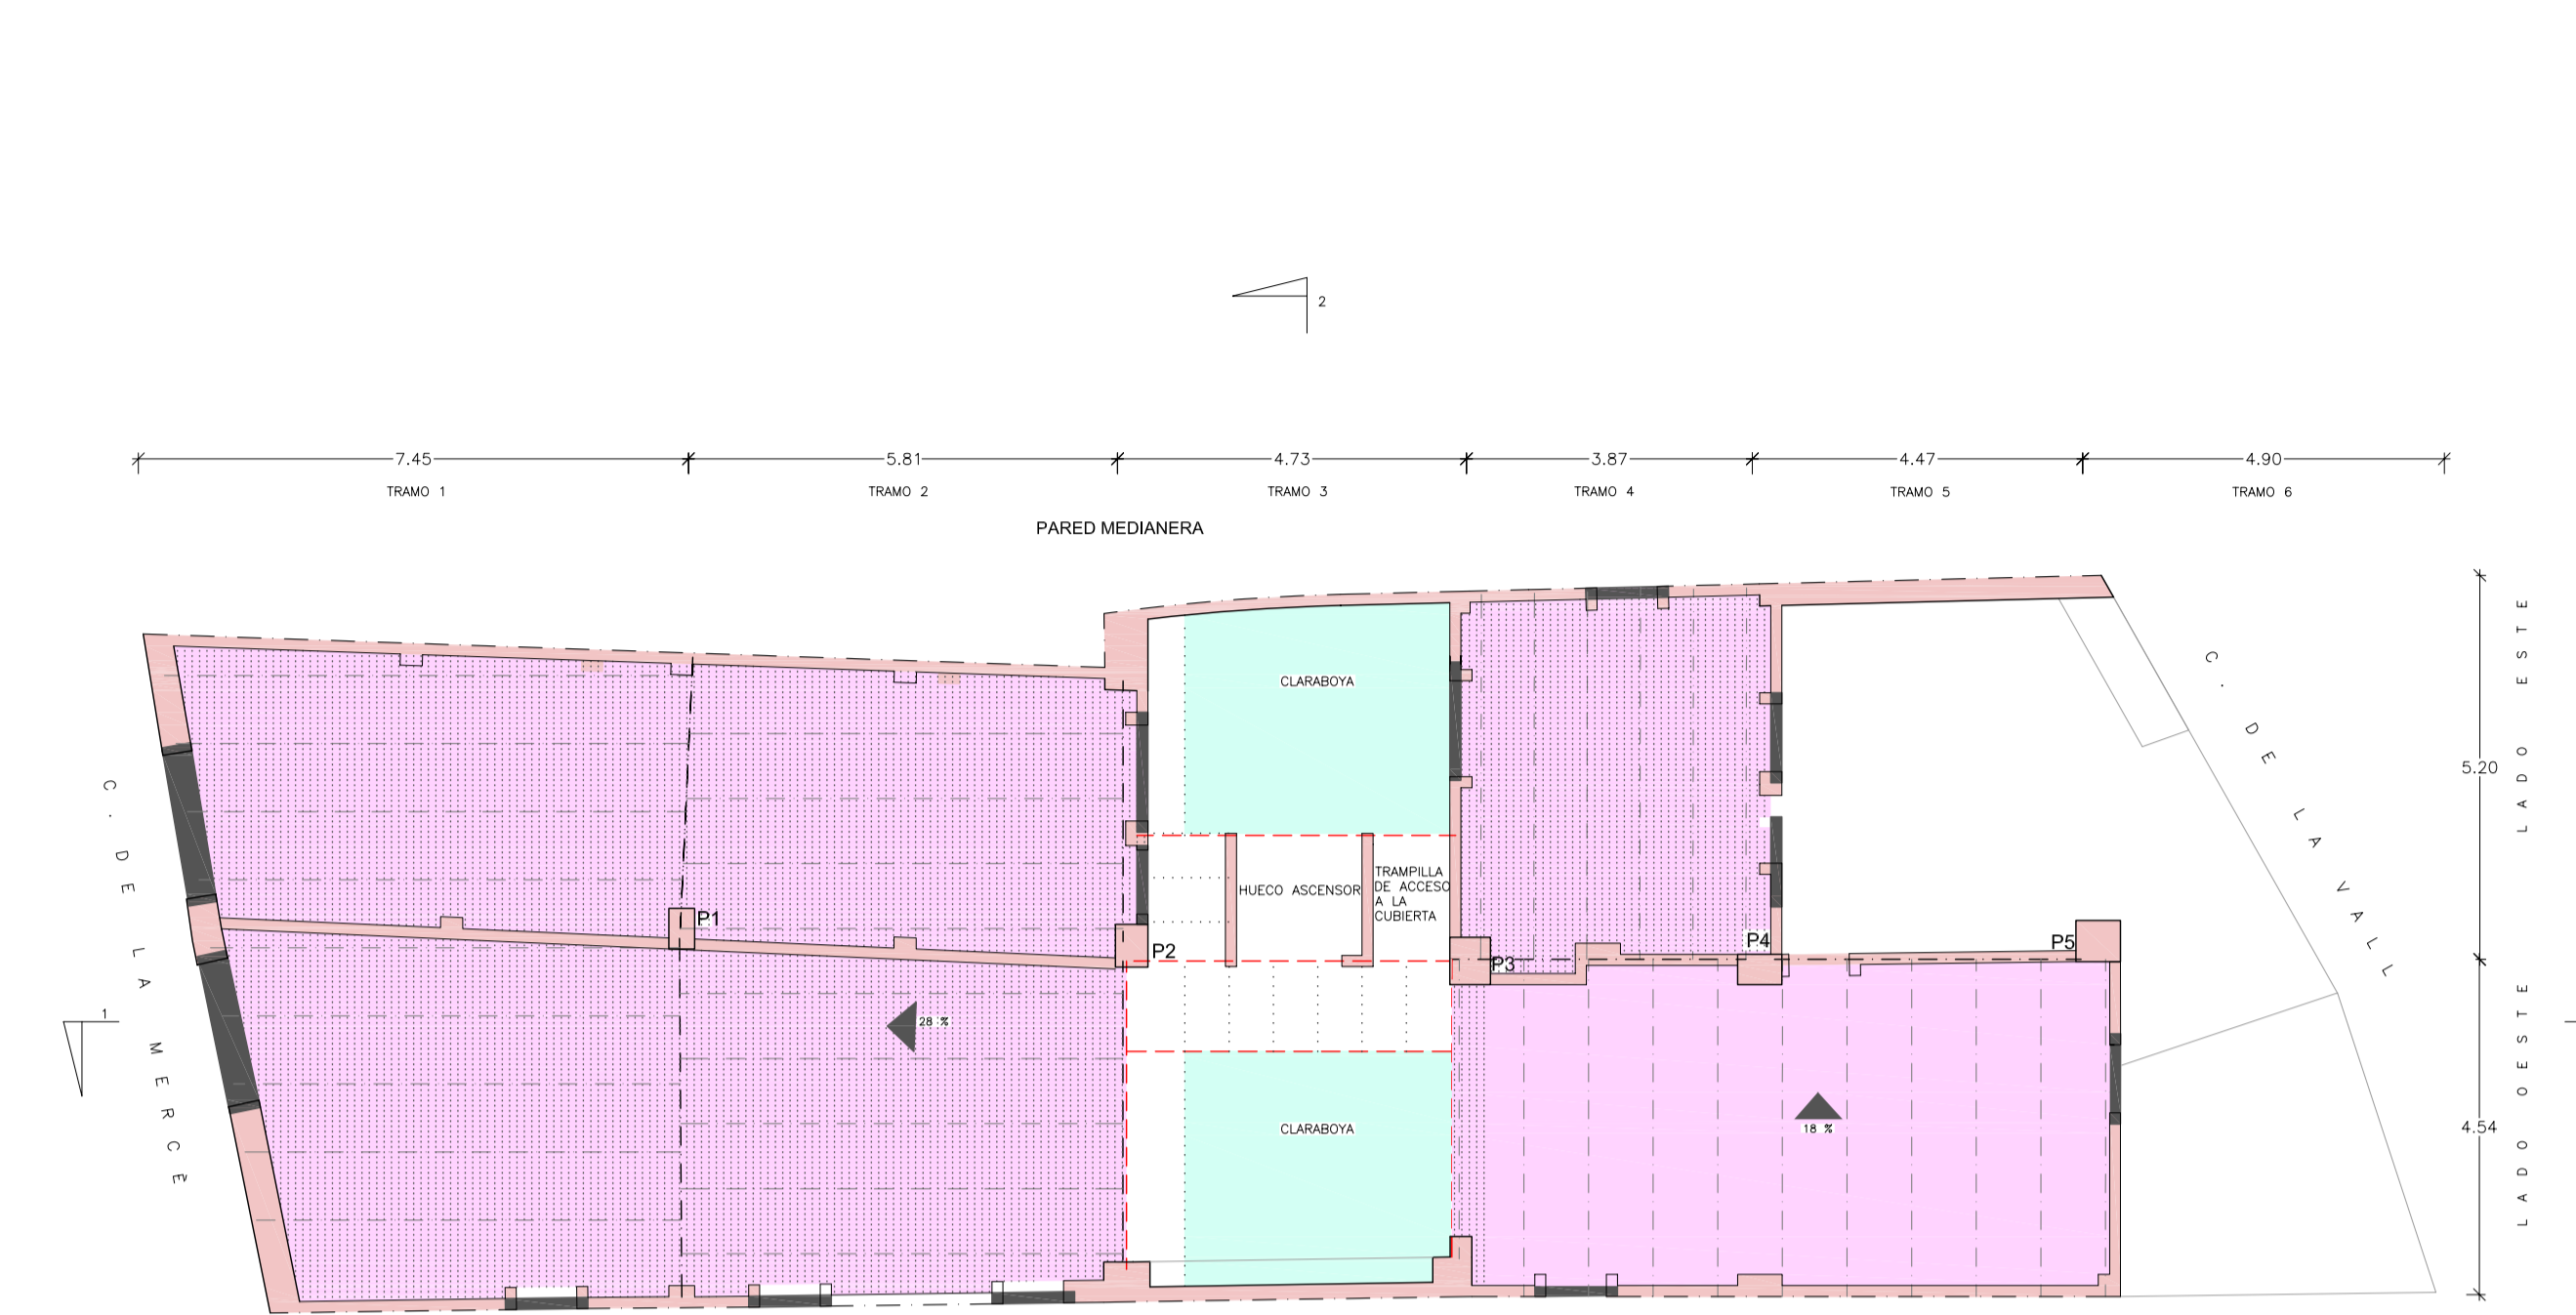 2
7.45 5.81 4.73 3.87 4.47 4.90
TRAMO 1 TRAMO 2 TRAMO 3 TRAMO 4 TRAMO 5 TRAMO 6
PARED MEDIANERA
C. DE LA MERCÈ
1
CLARABOYA
HUECO ASCENSOR
TRAMPILLA
DE ACCESO
A LA
CUBIERTA
P1
P2
P3
P4
P5
28 %
CLARABOYA
18 %
C. DE LA VALL
5.20
4.54
LADO ESTE
LADO OESTE